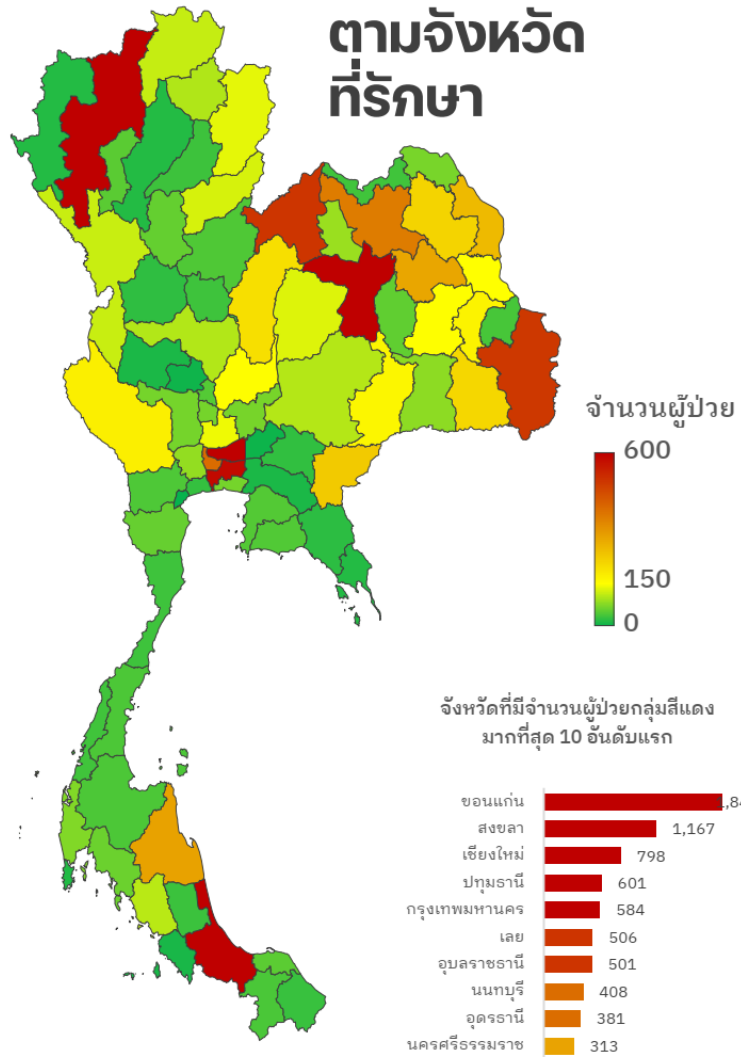 ตามจังหวัด
ที่รักษา
จำนวนผู้ป่วย
600
150
0
จังหวัดที่มีจำนวนผู้ป่วยกลุ่มสีแดง
มากที่สุด 10 อันดับแรก
ขอนแก่น
สงขลา 1,167
เชียงใหม่ 798
ปทุมธานี 601
กรุงเทพมหานคร 584
เลย 506
อุบลราชธานี 501
นนทบุรี 408
อุดรธานี 381
นครศรีธรรมราช 313